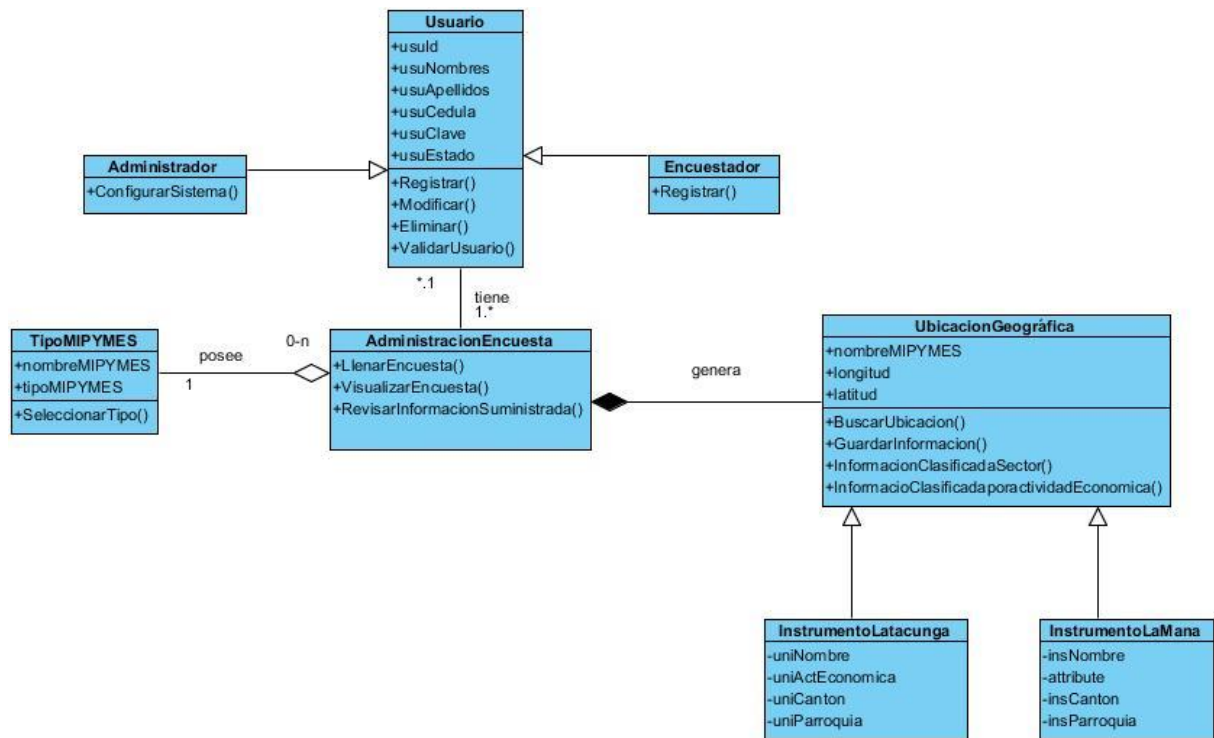 Usuario
+usuId
+usuNombres
+usuApellidos
+usuCedula
+usuClave
+usuEstado
+Registrar()
+Modificar()
+Eliminar()
+ValidarUsuario()
Administrador
+ConfigurarSistema()
Encuestador
+Registrar()
*.1
tiene
1.*
TipoMIPYMES
+nombreMIPYMES
+tipoMIPYMES
+SeleccionarTipo()
posee
1
0-n
AdministracionEncuesta
+LlenarEncuesta()
+VisualizarEncuesta()
+RevisarInformacionSuministrada()
genera
UbicacionGeográfica
+nombreMIPYMES
+longitud
+latitud
+BuscarUbicacion()
+GuardarInformacion()
+InformacionClasificadaSector()
+InformacioClasificadaporactividadEconomica()
InstrumentoLatacunga
-uniNombre
-uniActEconomica
-uniCanton
-uniParroquia
InstrumentoLaMana
-insNombre
-attribute
-insCanton
-insParroquia